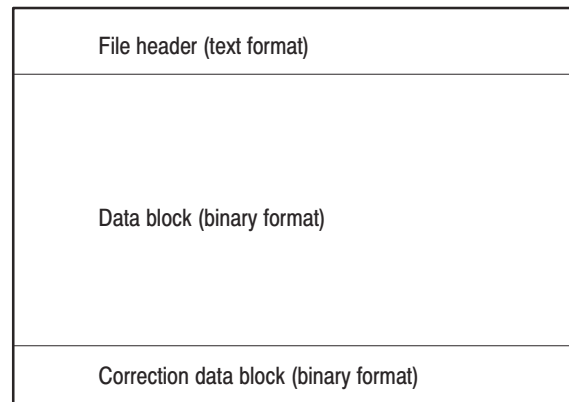 File header (text format)
Data block (binary format)
Correction data block (binary format)